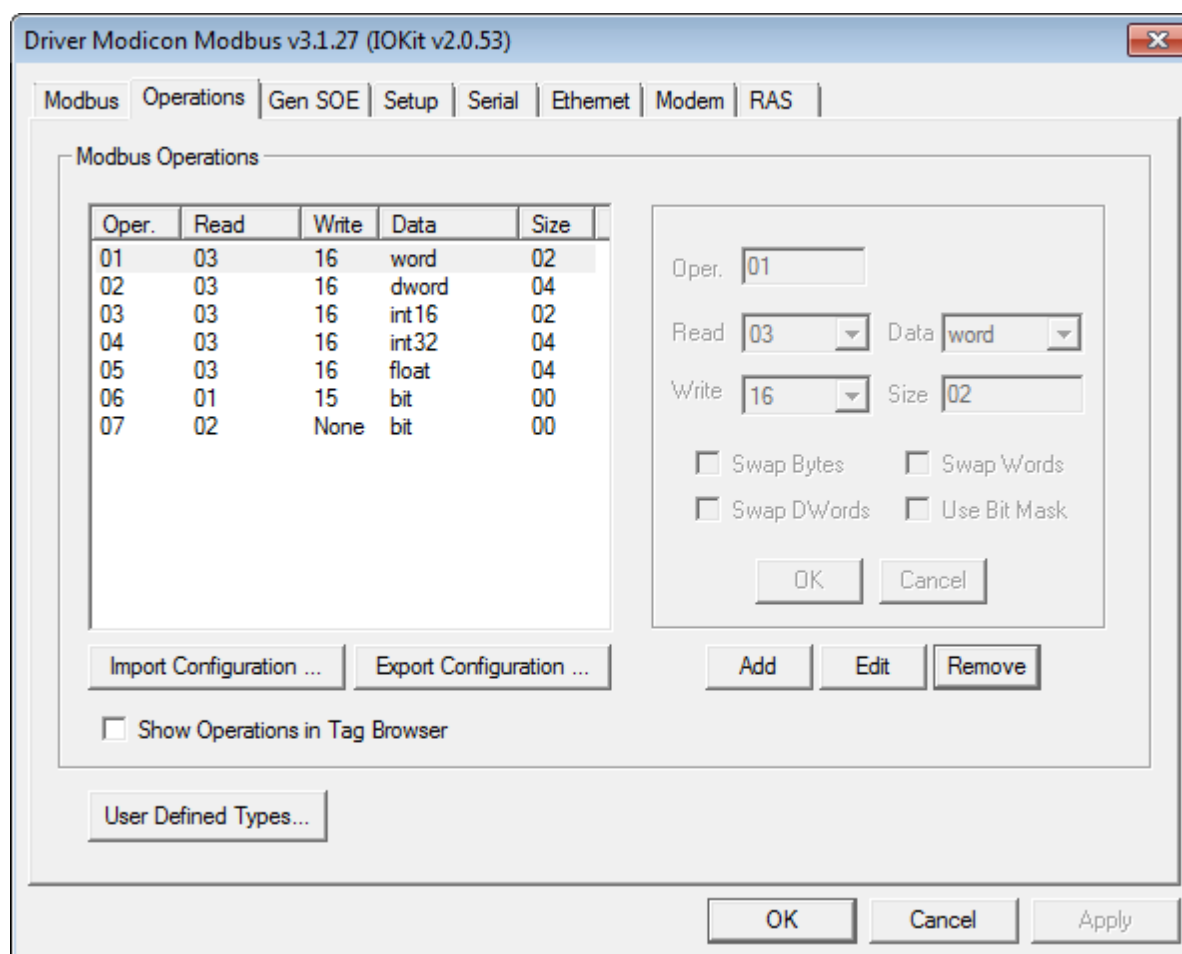 Driver Modicon Modbus v3.1.27 (IOKit v2.0.53)
Modbus Operations Gen SOE Setup Serial Ethernet Modem RAS
Modbus Operations
Oper. Read Write Data Size
01 03 16 word 02
02 03 16 dword 04
03 03 16 int16 02
04 03 16 int32 04
05 03 16 float 04
06 01 15 bit 00
07 02 None bit 00
Oper. 01
Read 03 Data word
Write 16 Size 02
Swap Bytes Swap Words
Swap DWords Use Bit Mask
OK Cancel
Import Configuration ... Export Configuration ... Add Edit Remove
Show Operations in Tag Browser
User Defined Types...
OK Cancel Apply